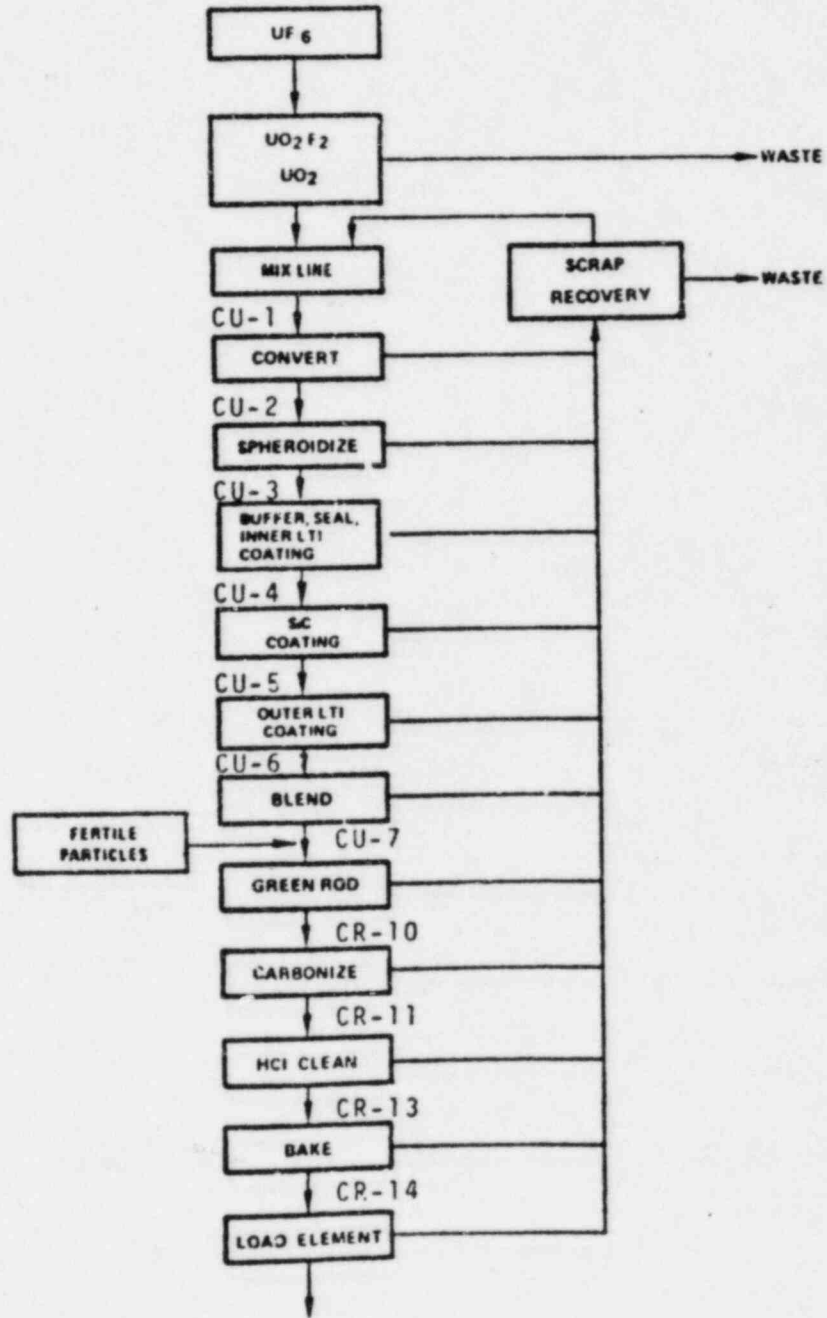 UF6
UO2F2
UO2
WASTE
MIX LINE
SCRAP
RECOVERY
WASTE
CU-1
CONVERT
CU-2
SPHEROIDIZE
CU-3
BUFFER, SEAL,
INNER LTI
COATING
CU-4
SiC
COATING
CU-5
OUTER LTI
COATING
CU-6
BLEND
FERTILE
PARTICLES
CU-7
GREEN ROD
CR-10
CARBONIZE
CR-11
HCl CLEAN
CR-13
BAKE
CR-14
LOAD ELEMENT